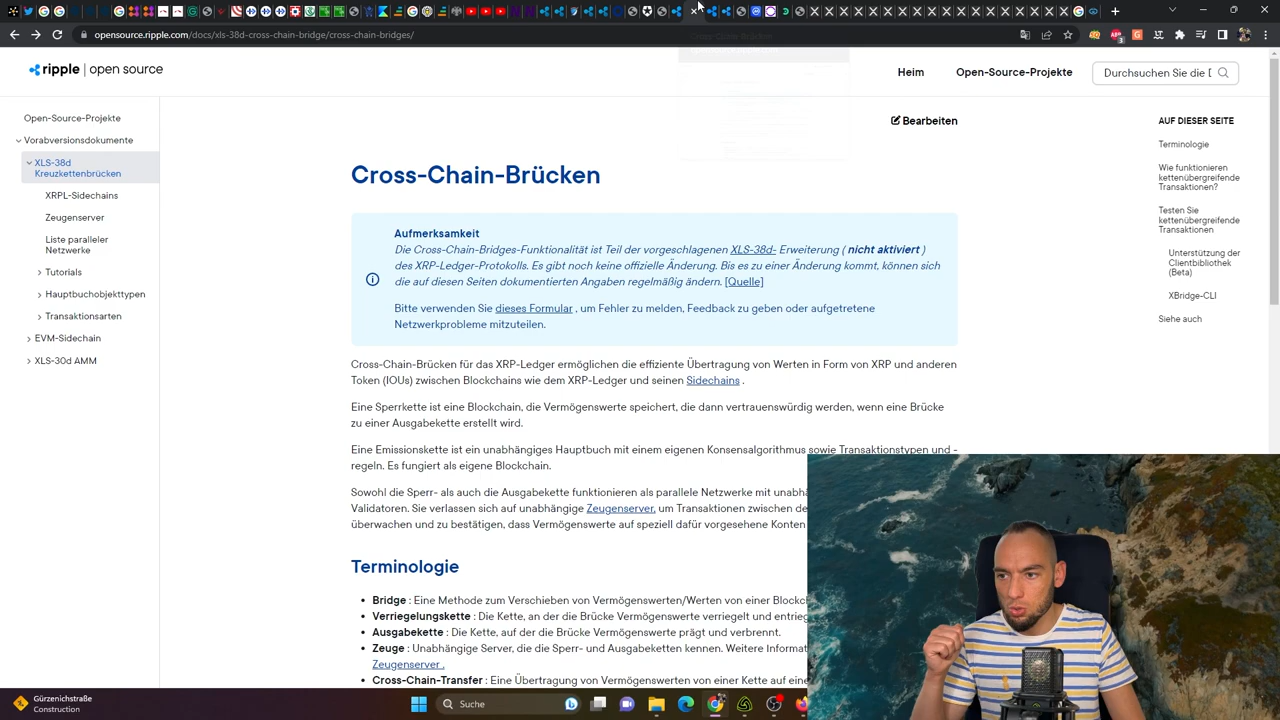 opensource.ripple.com/docs/xls-38d-cross-chain-bridge/cross-chain-bridges/
ripple | open source
Heim
Open-Source-Projekte
Durchsuchen Sie die
Open-Source-Projekte
Vorabversionsdokumente
XLS-38d
Kreuzkettenbrücken
XRPL-Sidechains
Zeugenserver
Liste paralleler
Netzwerke
Tutorials
Hauptbuchobjekttypen
Transaktionsarten
EVM-Sidechain
XLS-30d AMM
Bearbeiten
Cross-Chain-Brücken
Aufmerksamkeit
Die Cross-Chain-Bridges-Funktionalität ist Teil der vorgeschlagenen XLS-38d- Erweiterung ( nicht aktiviert )
des XRP-Ledger-Protokolls. Es gibt noch keine offizielle Änderung. Bis es zu einer Änderung kommt, können sich
die auf diesen Seiten dokumentierten Angaben regelmäßig ändern. [Quelle]
Bitte verwenden Sie dieses Formular , um Fehler zu melden, Feedback zu geben oder aufgetretene
Netzwerkprobleme mitzuteilen.
Cross-Chain-Brücken für das XRP-Ledger ermöglichen die effiziente Übertragung von Werten in Form von XRP und anderen
Token (IOUs) zwischen Blockchains wie dem XRP-Ledger und seinen Sidechains .
Eine Sperrkette ist eine Blockchain, die Vermögenswerte speichert, die dann vertrauenswürdig werden, wenn eine Brücke
zu einer Ausgabekette erstellt wird.
Eine Emissionskette ist ein unabhängiges Hauptbuch mit einem eigenen Konsensalgorithmus sowie Transaktionstypen und -
regeln. Es fungiert als eigene Blockchain.
Sowohl die Sperr- als auch die Ausgabekette funktionieren als parallele Netzwerke mit unabh
Validatoren. Sie verlassen sich auf unabhängige Zeugenserver, um Transaktionen zwischen de
überwachen und zu bestätigen, dass Vermögenswerte auf speziell dafür vorgesehene Konten
Terminologie
Bridge : Eine Methode zum Verschieben von Vermögenswerten/Werten von einer Blockch
Verriegelungskette : Die Kette, an der die Brücke Vermögenswerte verriegelt und entrieg
Ausgabekette : Die Kette, auf der die Brücke Vermögenswerte prägt und verbrennt.
Zeuge : Unabhängige Server, die die Sperr- und Ausgabeketten kennen. Weitere Informat
Zeugenserver .
Cross-Chain-Transfer : Eine Übertragung von Vermögenswerten von einer Kette auf eine
AUF DIESER SEITE
Terminologie
Wie funktionieren
kettenübergreifende
Transaktionen?
Testen Sie
kettenübergreifende
Transaktionen
Unterstützung der
Clientbibliothek
(Beta)
XBridge-CLI
Siehe auch
Gürzenichstraße
Construction
Suche